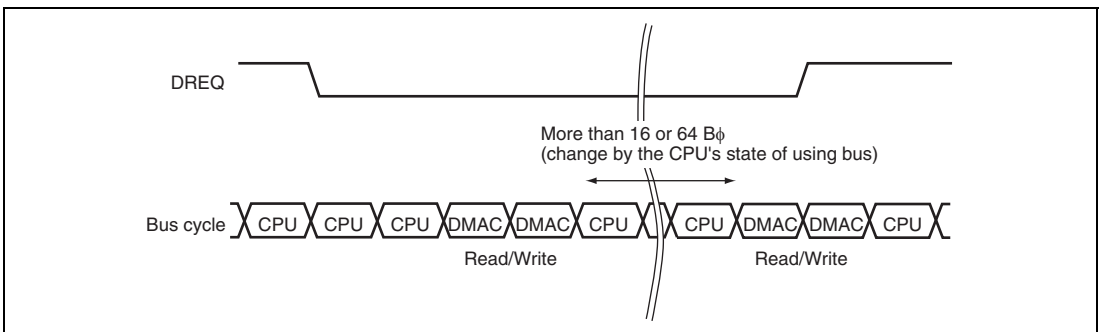 DREQ
More than 16 or 64 Bϕ
(change by the CPU's state of using bus)
Bus cycle CPU CPU CPU DMAC DMAC CPU CPU DMAC DMAC CPU
Read/Write Read/Write